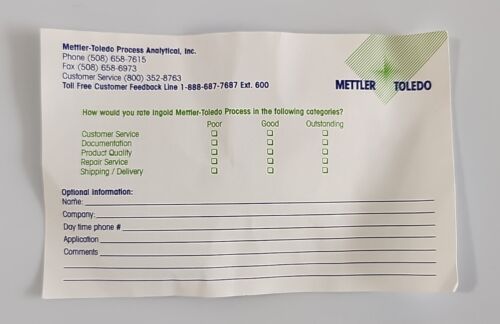 Mettler-Toledo Process Analytical, Inc.
Phone (508) 658-7615
Fax (508) 658-6973
Customer Service (800) 352-8763
Toll Free Customer Feedback Line 1-888-687-7687 Ext. 600
METTLER TOLEDO
How would you rate Ingold Mettler-Toledo Process in the following categories?
Poor Good Outstanding
Customer Service
Documentation
Product Quality
Repair Service
Shipping / Delivery
Optional Information:
Name:
Company:
Day time phone #
Application
Comments